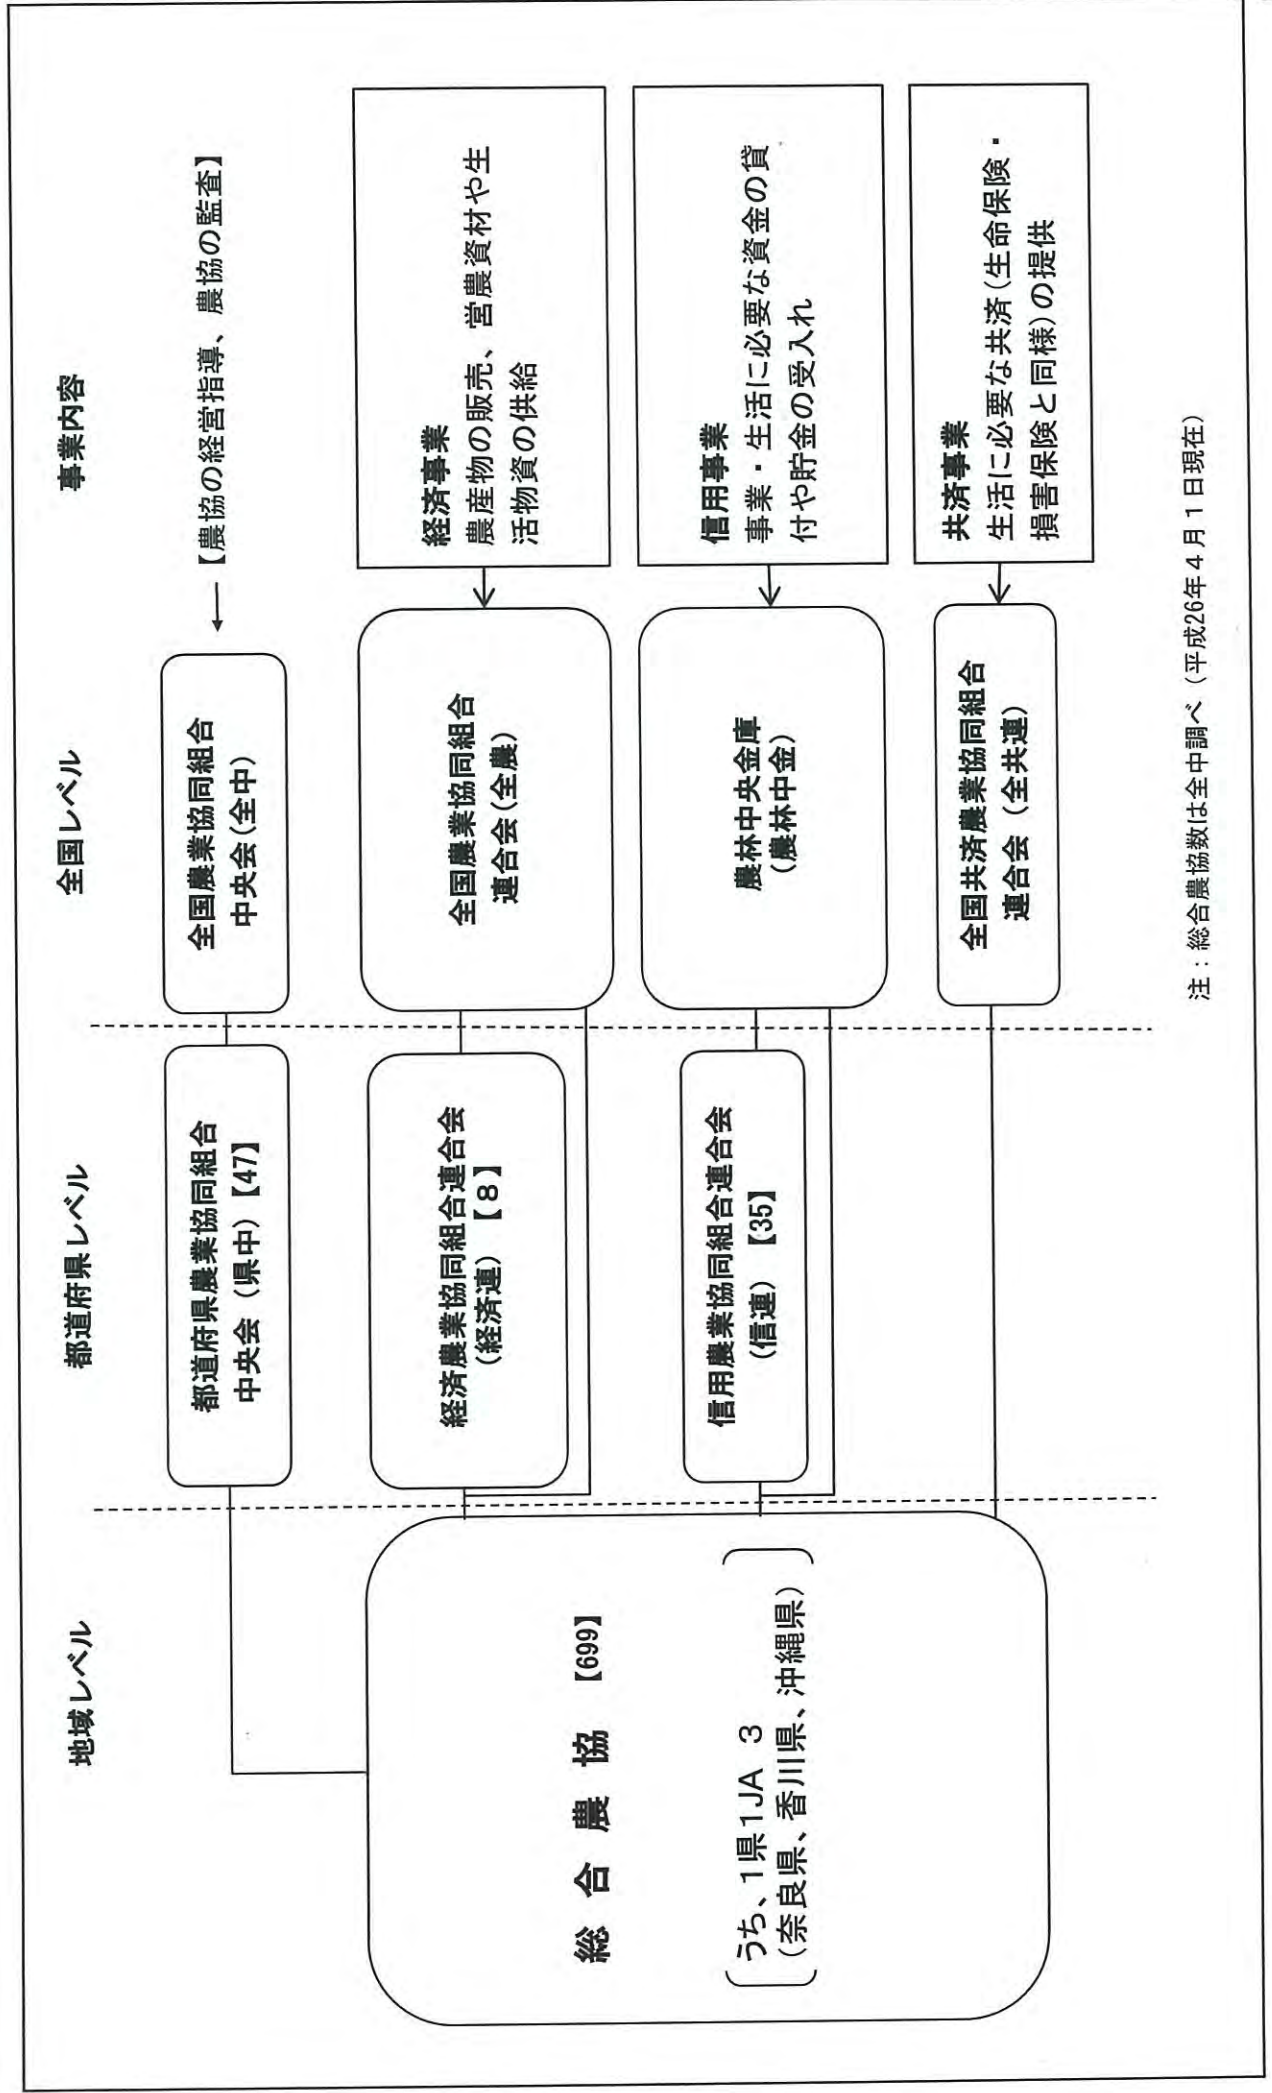 地域レベル
都道府県レベル
全国レベル
事業内容
都道府県農業協同組合
中央会（県中）【47】
全国農業協同組合
中央会（全中）
【農協の経営指導、農協の監査】
総合農協 【699】
うち、1県1JA 3
（奈良県、香川県、沖縄県）
経済農業協同組合連合会
（経済連）【８】
全国農業協同組合
連合会（全農）
経済事業
農産物の販売、営農資材や生
活物資の供給
信用農業協同組合連合会
（信連）【35】
農林中央金庫
（農林中金）
信用事業
事業・生活に必要な資金の貸
付や貯金の受入れ
全国共済農業協同組合
連合会（全共連）
共済事業
生活に必要な共済（生命保険・
損害保険と同様）の提供
注：総合農協数は全中調べ（平成26年４月１日現在）